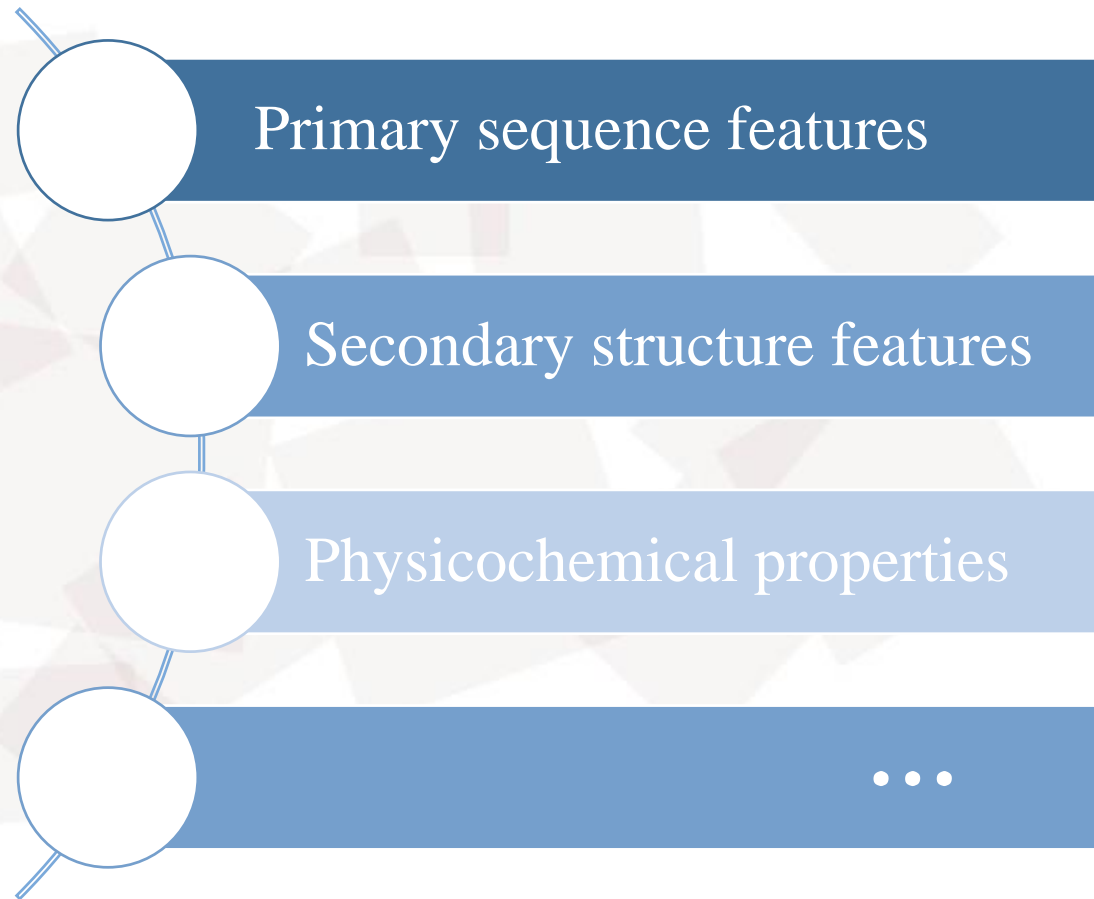 Primary sequence features
Secondary structure features
Physicochemical properties
...